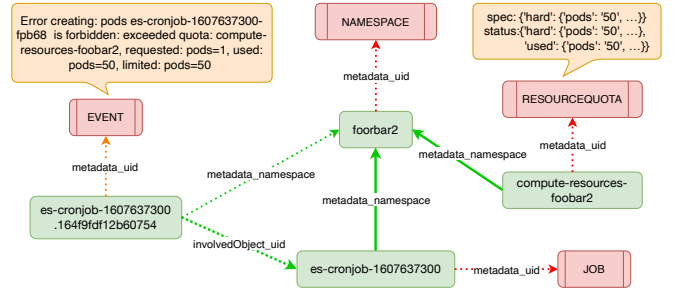 Error creating: pods es-cronjob-1607637300-
fpb68 is forbidden: exceeded quota: compute-
resources-foobar2, requested: pods=1, used:
pods=50, limited: pods=50
NAMESPACE
spec: {'hard': {'pods': '50', ...}}
status:{'hard': {'pods': '50', ...},
'used': {'pods': '50', ...}}
metadata_uid
EVENT
RESOURCEQUOTA
foorbar2
metadata_uid
metadata_uid
metadata_namespace
metadata_namespace
compute-resources-
foobar2
es-cronjob-1607637300
.164f9fdf12b60754
metadata_namespace
involvedObject_uid
es-cronjob-1607637300
metadata_uid
JOB